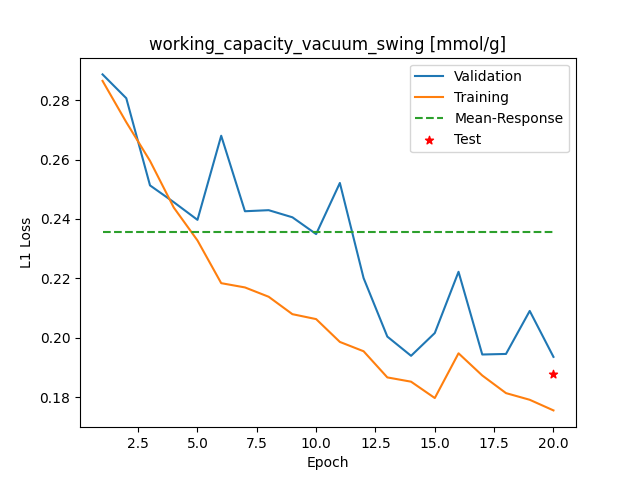 working_capacity_vacuum_swing [mmol/g]
Validation
Training
Mean-Response
Test
L1 Loss
0.28
0.26
0.24
0.22
0.20
0.18
2.5 5.0 7.5 10.0 12.5 15.0 17.5 20.0
Epoch